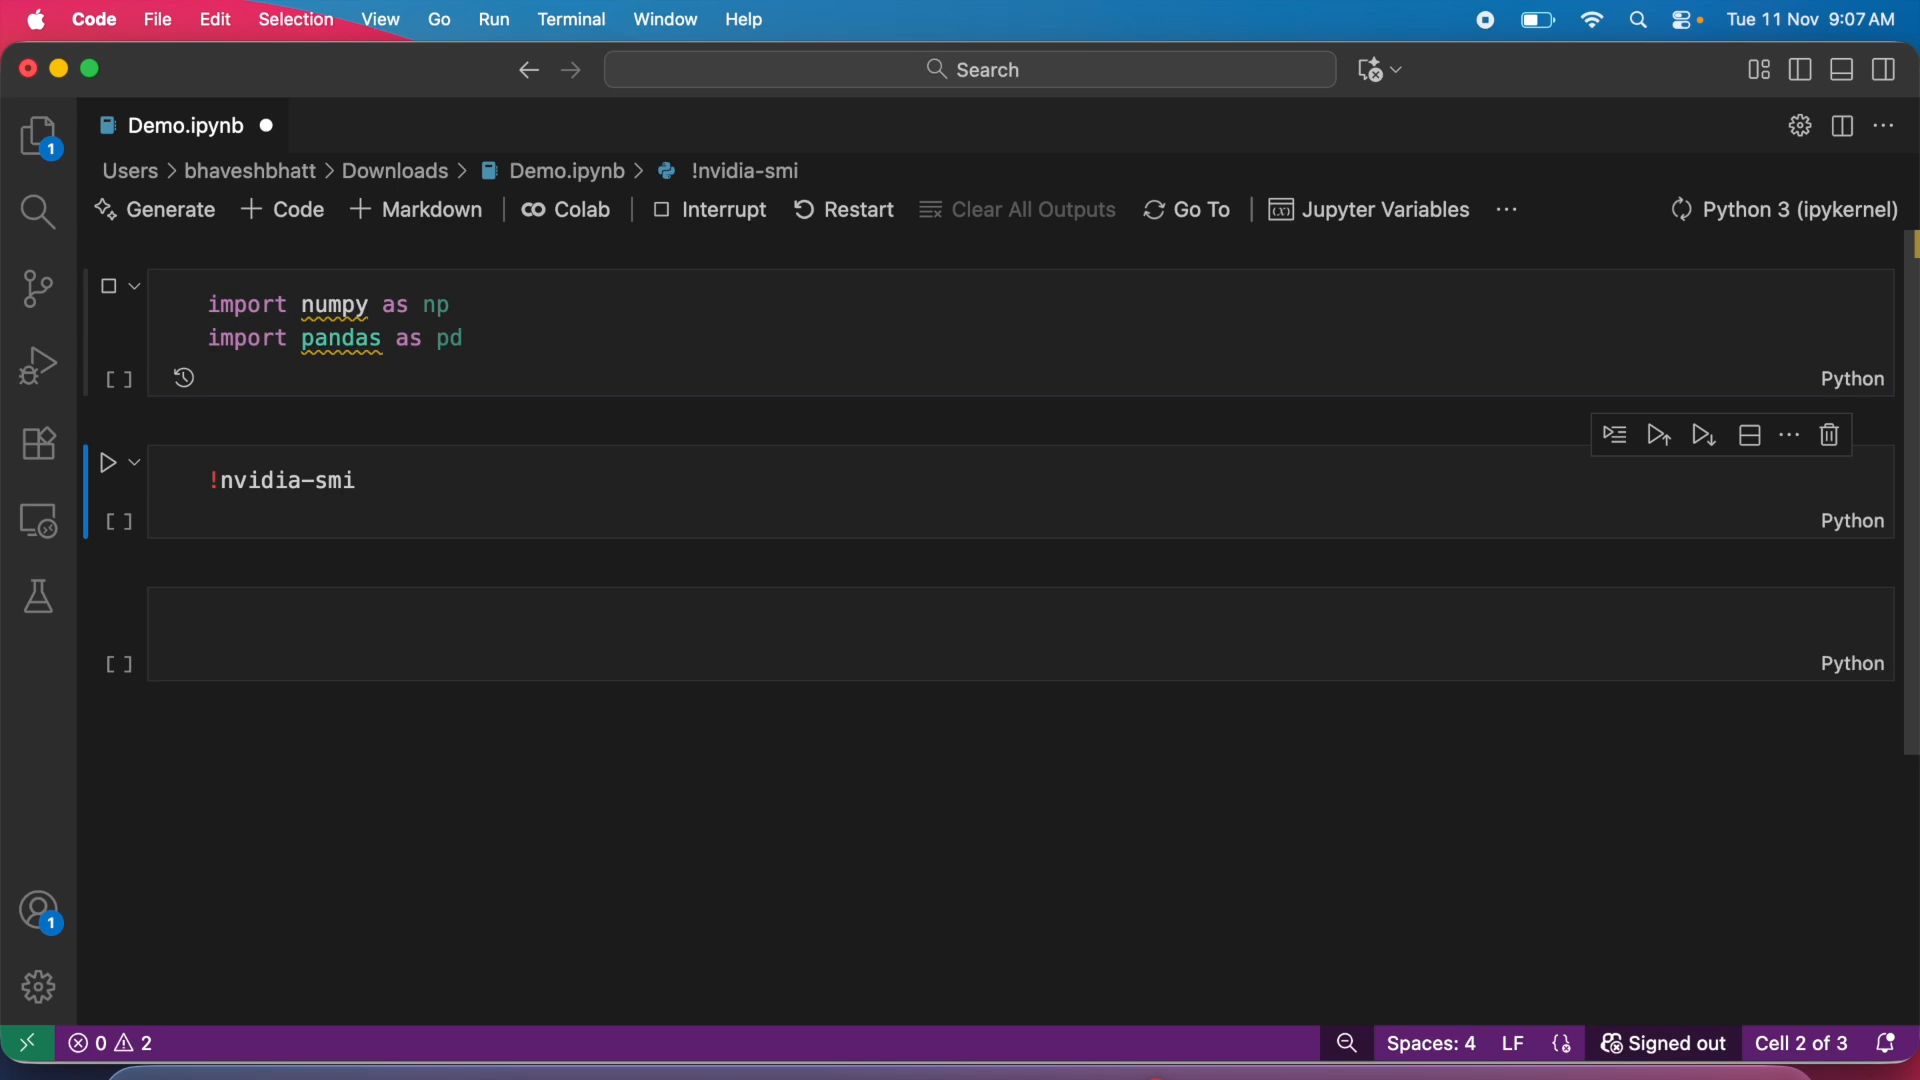 Code File Edit Selection View Go Run Terminal Window Help Tue 11 Nov 9:07 AM
Search
1
Demo.ipynb
Users > bhaveshbhatt > Downloads > Demo.ipynb > !nvidia-smi
Generate + Code + Markdown | Colab | Interrupt Restart Clear All Outputs Go To | Jupyter Variables ... Python 3 (ipykernel)
import numpy as np
import pandas as pd
[ ] Python
!nvidia-smi
[ ] Python
[ ] Python
1
0 2 Spaces: 4 LF Signed out Cell 2 of 3